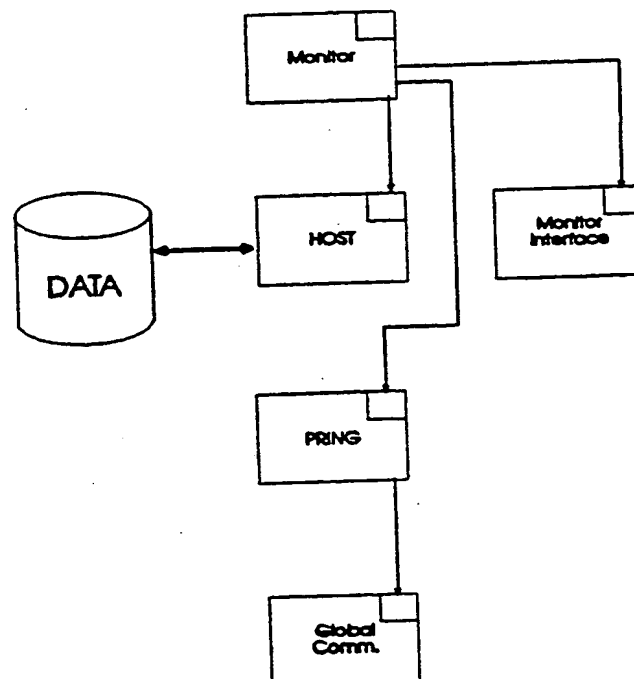 Monitor
HOST
Monitor
Interface
DATA
PRING
Global
Comm.